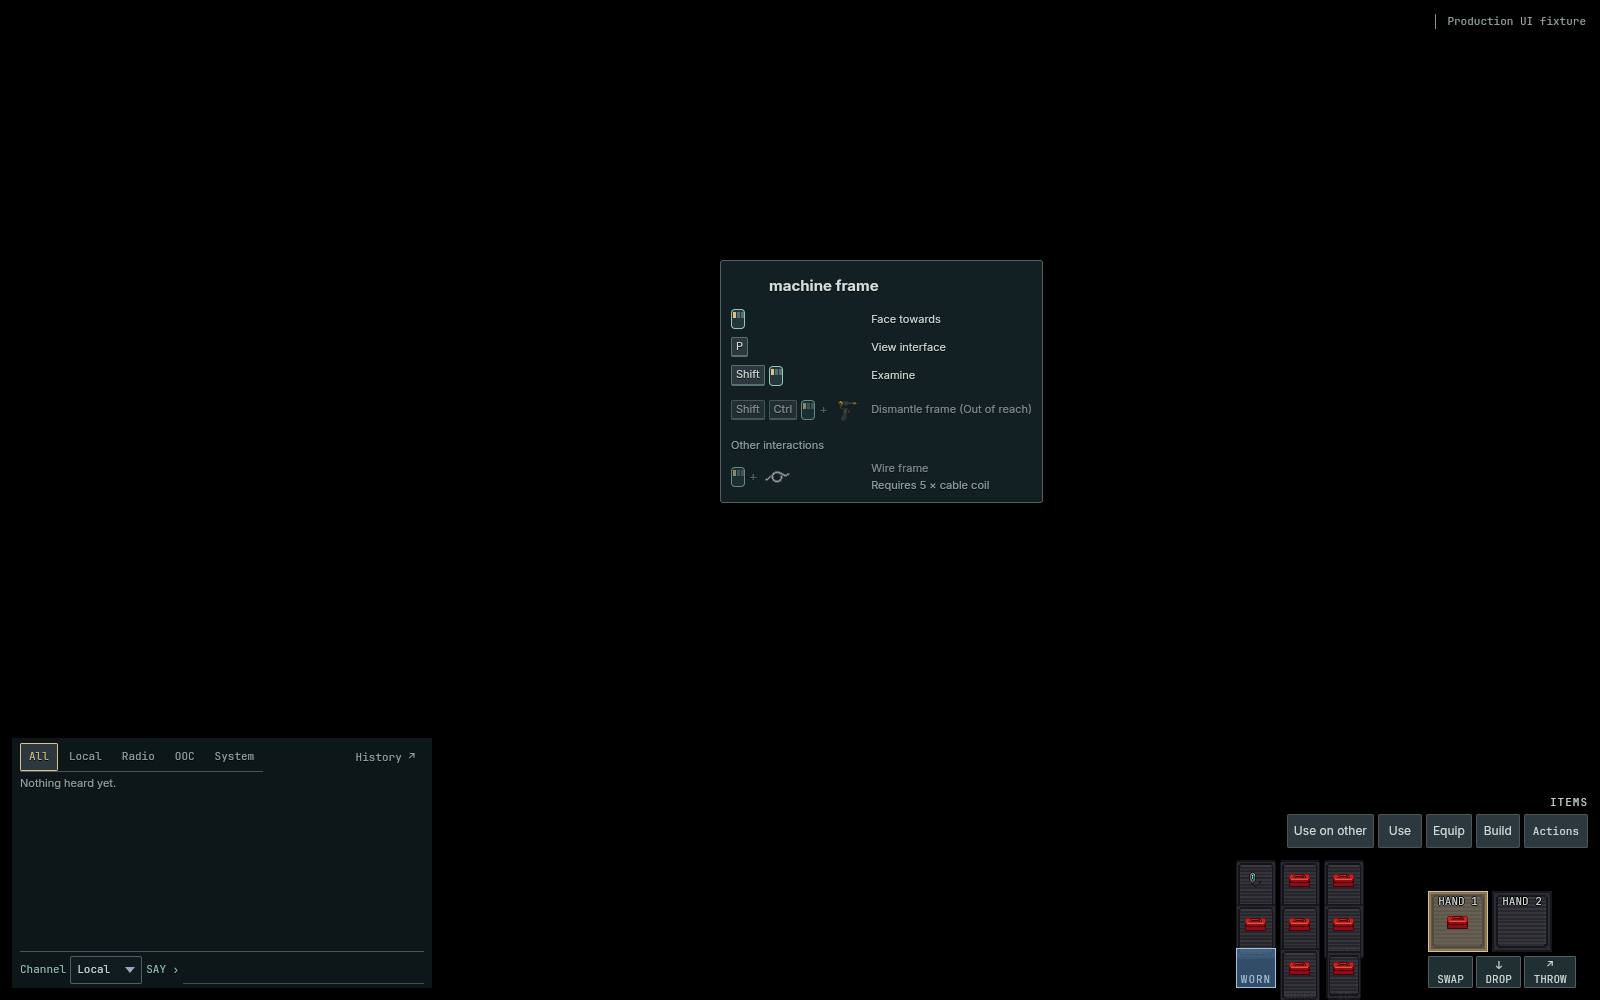 Production UI fixture
machine frame
Face towards
P View interface
Shift Examine
Shift Ctrl + Dismantle frame (Out of reach)
Other interactions
+ Wire frame
Requires 5 × cable coil
All Local Radio OOC System History ↗
Nothing heard yet.
Channel Local SAY ›
ITEMS
Use on other Use Equip Build Actions
HAND 1 HAND 2
WORN
↓ ↗
SWAP DROP THROW